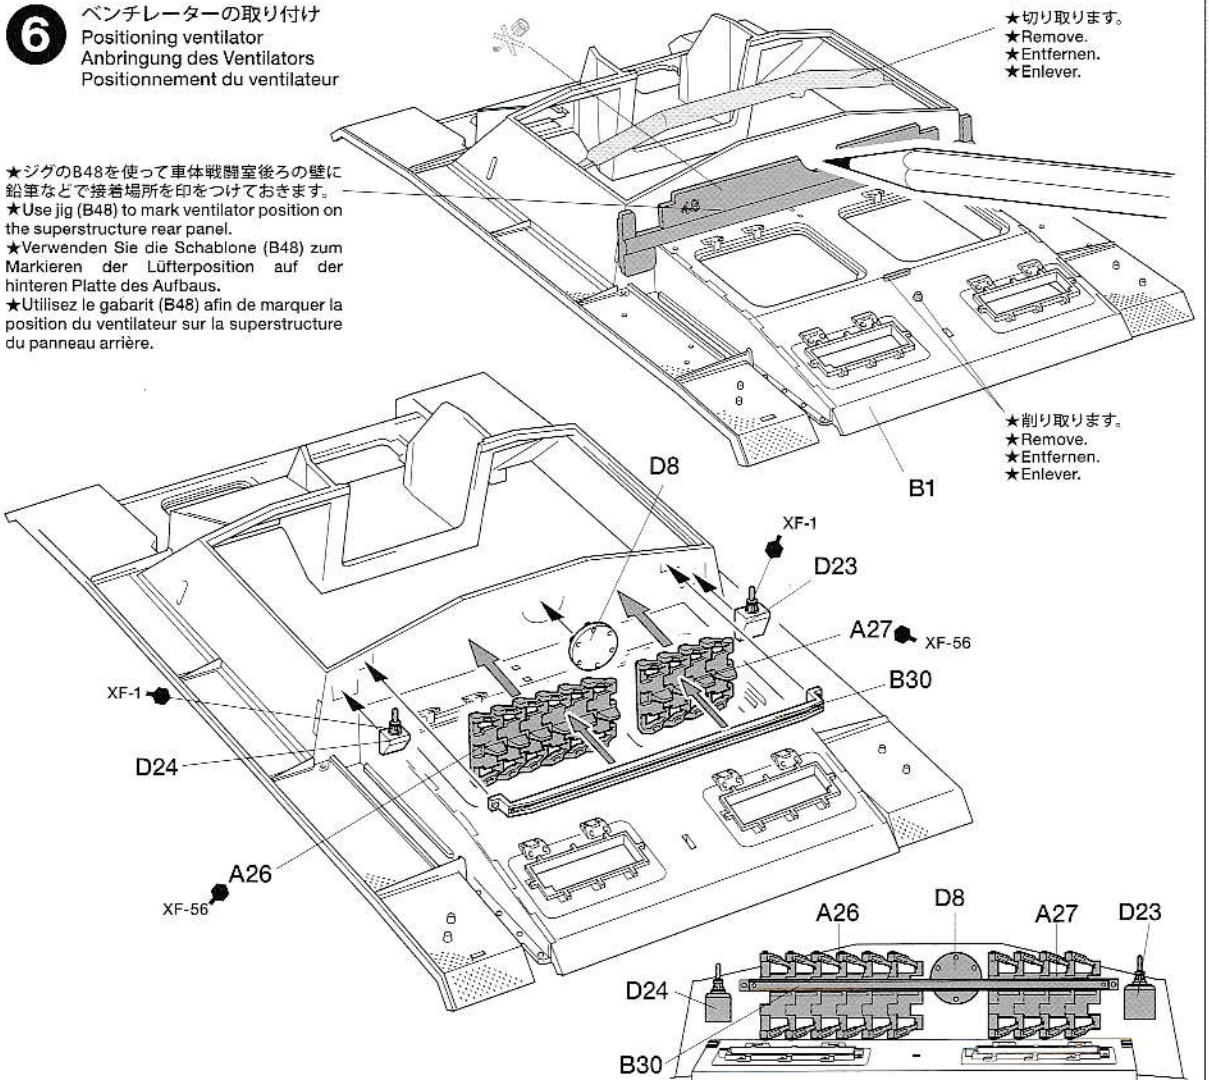 6
ベンチレーターの取り付け
Positioning ventilator
Anbringung des Ventilators
Positionnement du ventilateur
★切り取ります。
★Remove.
★Entfernen.
★Enlever.
★ジグのB48を使って車体戦闘室後ろの壁に
鉛筆などで接着場所を印をつけておきます。
★Use jig (B48) to mark ventilator position on
the superstructure rear panel.
★Verwenden Sie die Schablone (B48) zum
Markieren der Lüfterposition auf der
hinteren Platte des Aufbaus.
★Utilisez le gabarit (B48) afin de marquer la
position du ventilateur sur la superstructure
du panneau arrière.
★削り取ります。
★Remove.
★Entfernen.
★Enlever.
B1
D8
XF-1
D23
A27
XF-56
B30
XF-1
D24
A26
XF-56
A26
D8
A27
D23
D24
B30